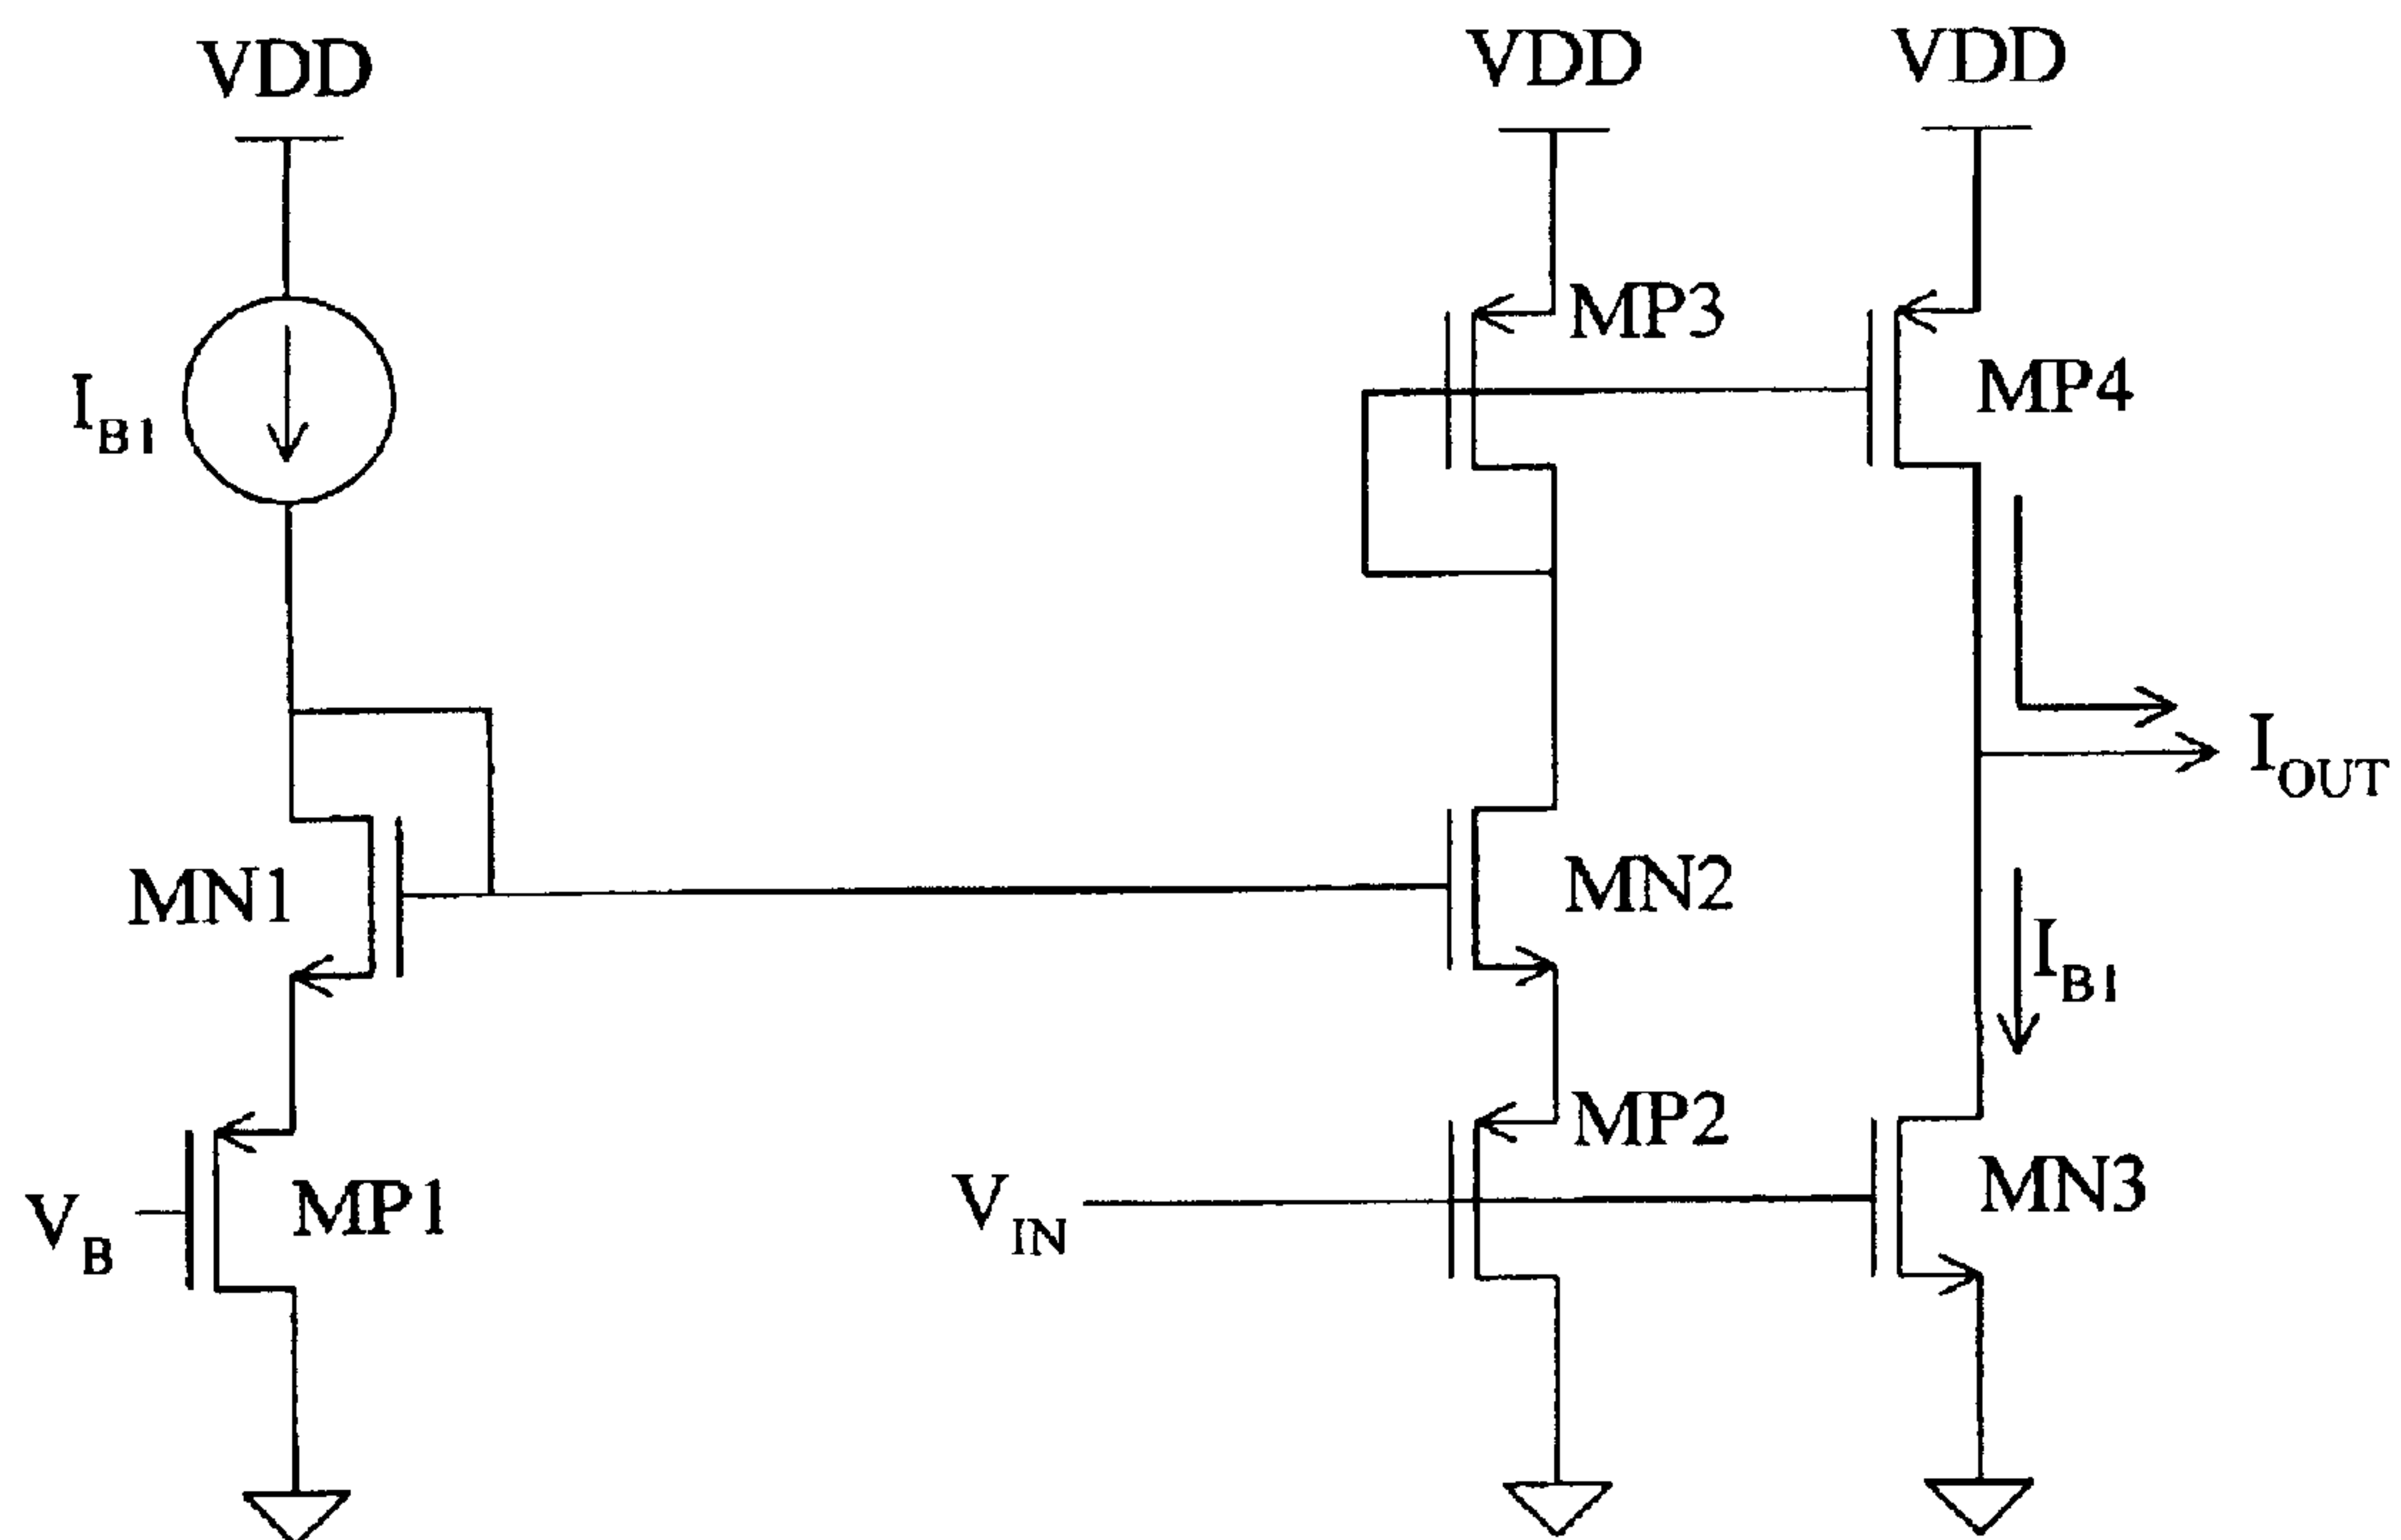 VDD
VDD
VDD
MP3
MP4
I_B1
I_OUT
MN1
MN2
I_B1
MP2
MP1
V_B
V_IN
MN3